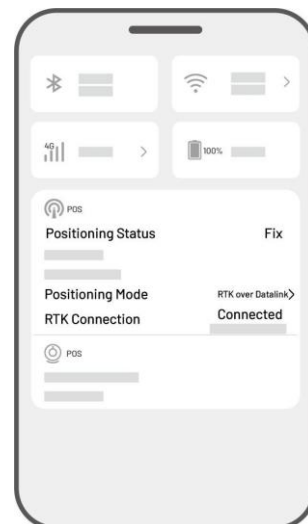 4G
100%
POS
Positioning Status Fix
Positioning Mode RTK over Datalink>
RTK Connection Connected
POS